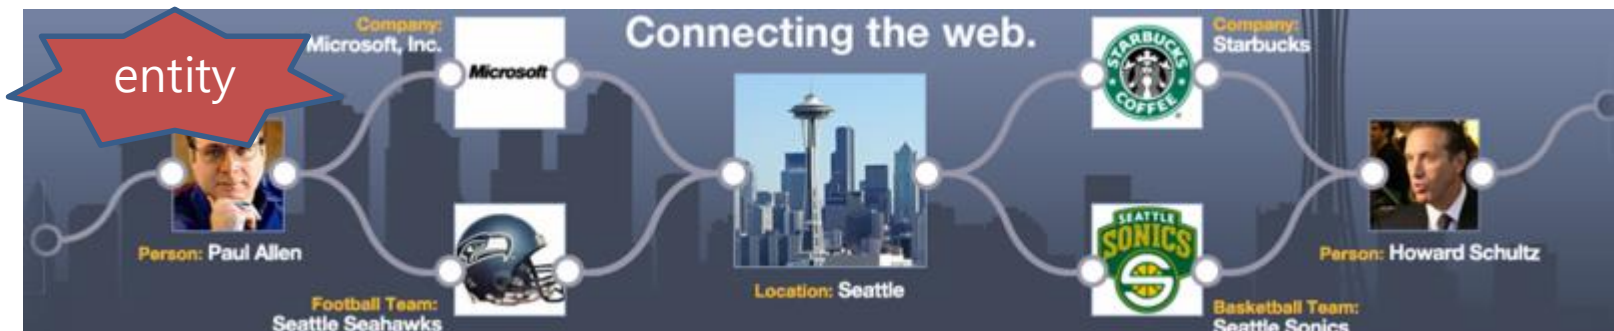 entity
Company:
Microsoft, Inc.
Microsoft
Connecting the web.
STARBUCKS
COFFEE
Company:
Starbucks
Person: Paul Allen
Football Team:
Seattle Seahawks
Location: Seattle
SEATTLE
SONICS
Person: Howard Schultz
Basketball Team:
Seattle Sonics